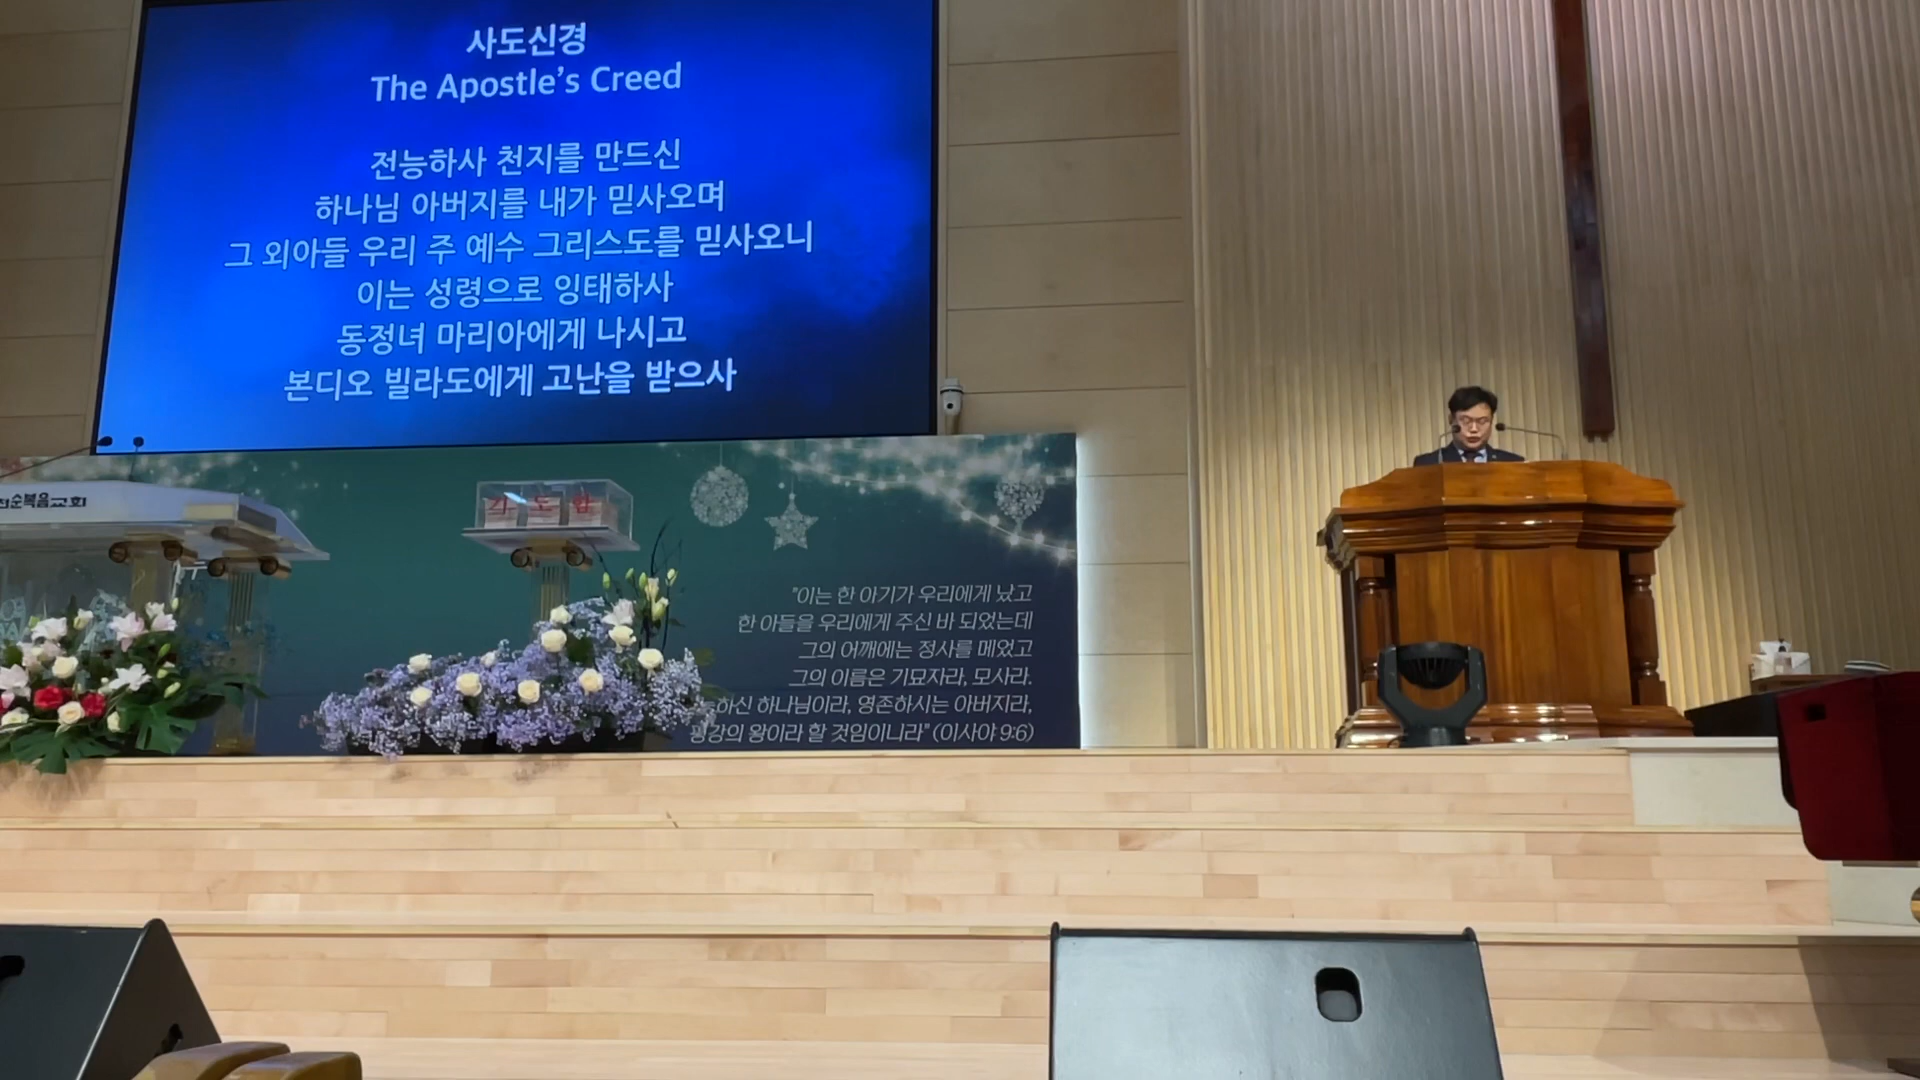 사도신경
The Apostle's Creed
전능하사 천지를 만드신
하나님 아버지를 내가 믿사오며
그 외아들 우리 주 예수 그리스도를 믿사오니
이는 성령으로 잉태하사
동정녀 마리아에게 나시고
본디오 빌라도에게 고난을 받으사
순복음교회
기 도 함
"이는 한 아기가 우리에게 났고
한 아들을 우리에게 주신 바 되었는데
그의 어깨에는 정사를 메었고
그의 이름은 기묘자라, 모사라.
하신 하나님이라, 영존하시는 아버지라,
평강의 왕이라 할 것임이니라" (이사야 9:6)